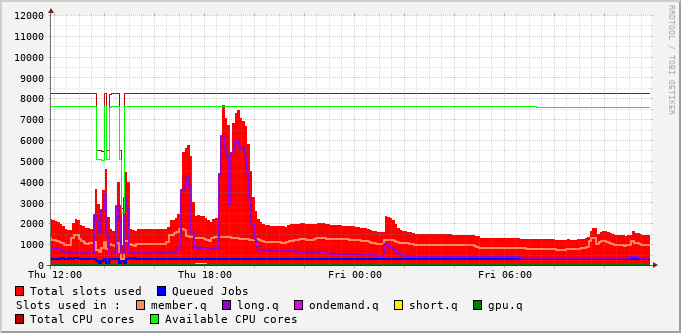 12000
11000
10000
9000
8000
7000
6000
5000
4000
3000
2000
1000
0
Thu 12:00 Thu 18:00 Fri 00:00 Fri 06:00
Total slots used Queued Jobs
Slots used in : member.q long.q ondemand.q short.q gpu.q
Total CPU cores Available CPU cores
RRDTOOL / TOBI OETIKER